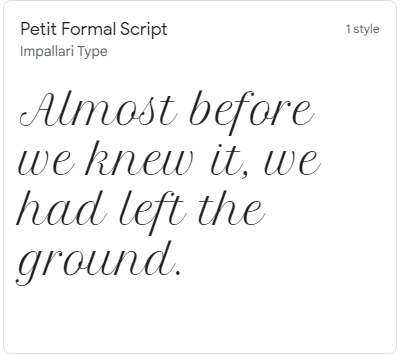 Petit Formal Script
1 style
Impallari Type
Almost before
we knew it, we
had left the
ground.